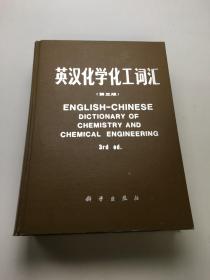 英汉化学化工词汇
(第三版)
ENGLISH-CHINESE
DICTIONARY OF
CHEMISTRY AND
CHEMICAL ENGINEERING
3rd ed.
科学出版社